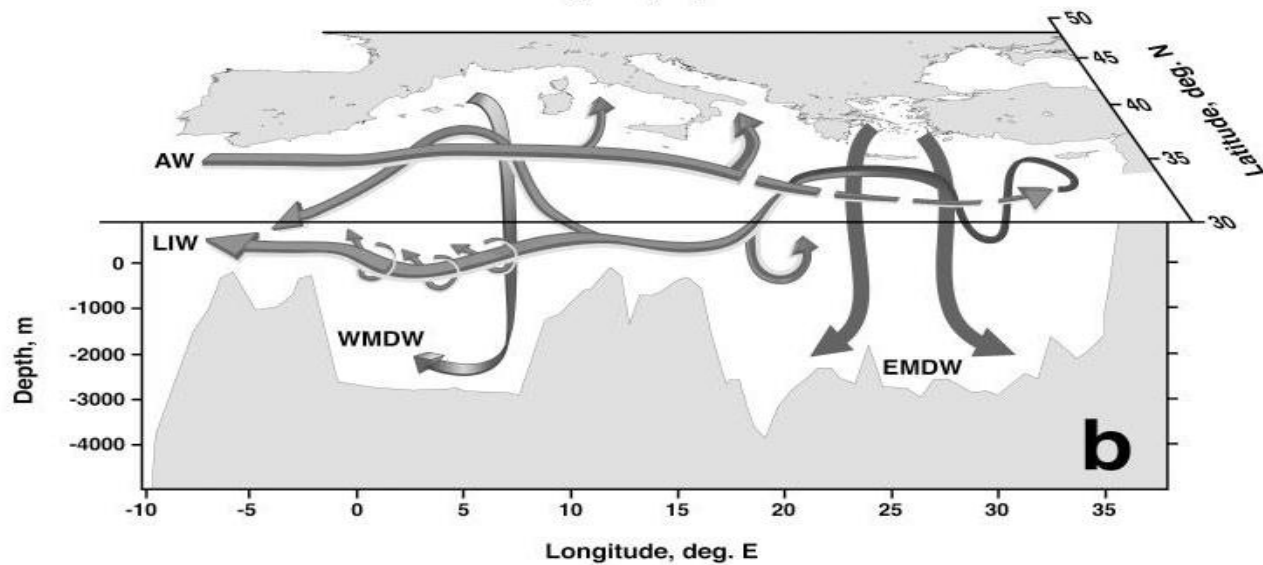 50
45
40
35
30
Latitude, deg. N
AW
LIW
0
-1000
-2000
-3000
-4000
Depth, m
WMDW
EMDW
b
-10 -5 0 5 10 15 20 25 30 35
Longitude, deg. E